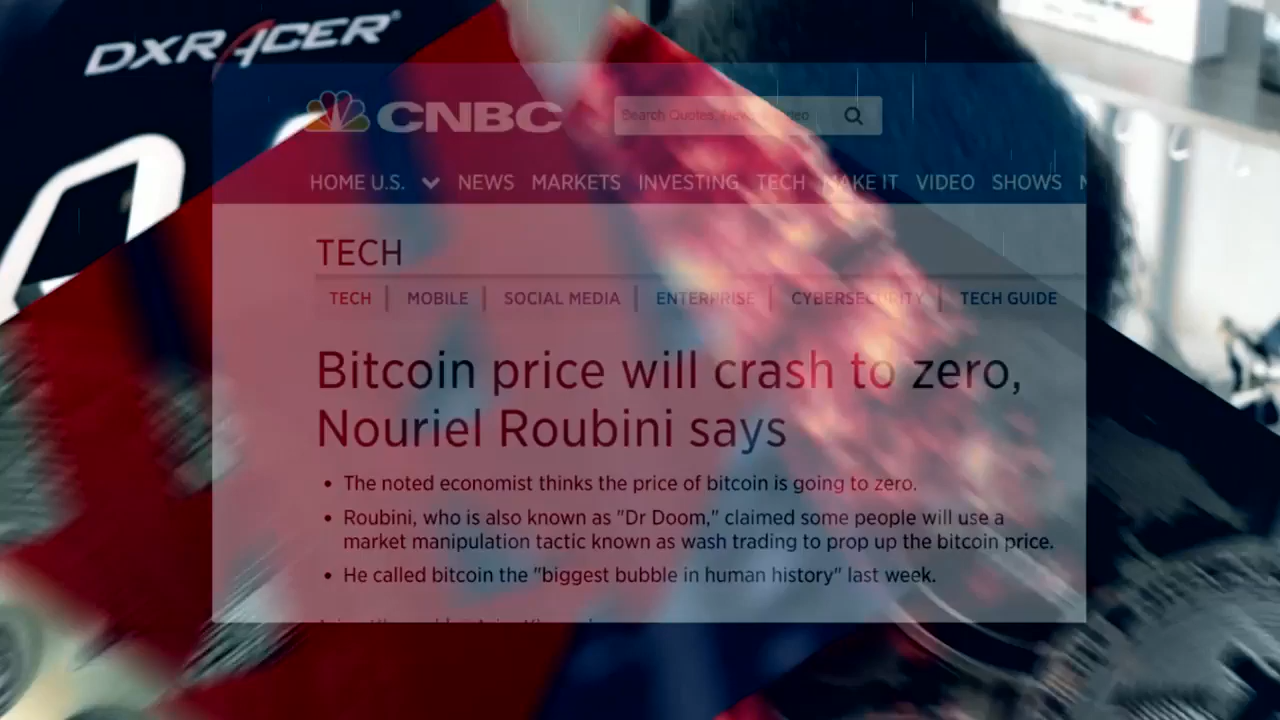 DXRACER
CNBC
Search Quotes,
HOME U.S. NEWS MARKETS INVESTING TECH MAKE IT VIDEO SHOWS
TECH
TECH | MOBILE | SOCIAL MEDIA | ENTERPRISE | CYBERSECURITY | TECH GUIDE
Bitcoin price will crash to zero,
Nouriel Roubini says
• The noted economist thinks the price of bitcoin is going to zero.
• Roubini, who is also known as "Dr Doom," claimed some people will use a
market manipulation tactic known as wash trading to prop up the bitcoin price.
• He called bitcoin the "biggest bubble in human history" last week.